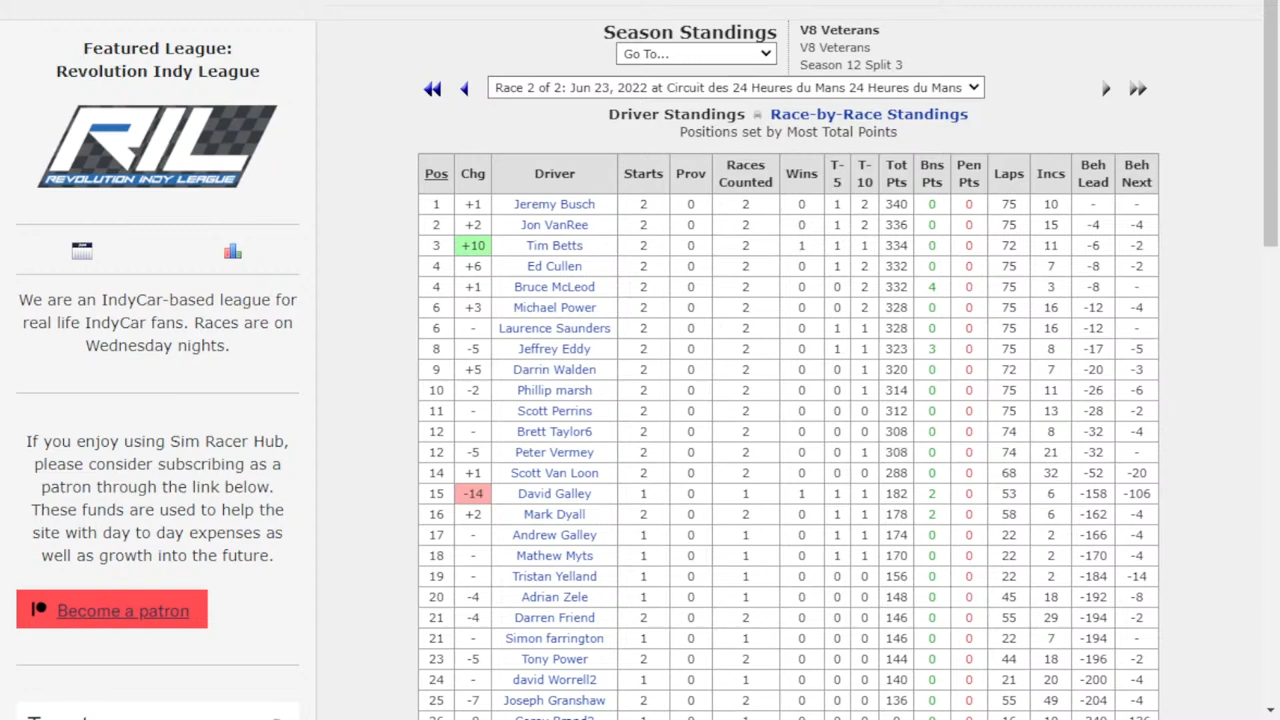 Featured League:
Revolution Indy League
RIL
REVOLUTION INDY LEAGUE
We are an IndyCar-based league for
real life IndyCar fans. Races are on
Wednesday nights.
If you enjoy using Sim Racer Hub,
please consider subscribing as a
patron through the link below.
These funds are used to help the
site with day to day expenses as
well as growth into the future.
Become a patron
Season Standings
Go To...
V8 Veterans
V8 Veterans
Season 12 Split 3
Race 2 of 2: Jun 23, 2022 at Circuit des 24 Heures du Mans 24 Heures du Mans
Driver Standings Race-by-Race Standings
Positions set by Most Total Points
Pos Chg Driver Starts Prov Races Counted Wins T-5 T-10 Tot Pts Bns Pts Pen Pts Laps Incs Beh Lead Beh Next
1 +1 Jeremy Busch 2 0 2 0 1 2 340 0 0 75 10 - -
2 +2 Jon VanRee 2 0 2 0 1 2 336 0 0 75 15 -4 -4
3 +10 Tim Betts 2 0 2 1 1 1 334 0 0 72 11 -6 -2
4 +6 Ed Cullen 2 0 2 0 1 2 332 0 0 75 7 -8 -2
4 +1 Bruce McLeod 2 0 2 0 0 2 332 4 0 75 3 -8 -
6 +3 Michael Power 2 0 2 0 0 2 328 0 0 75 16 -12 -4
6 - Laurence Saunders 2 0 2 0 1 1 328 0 0 75 16 -12 -
8 -5 Jeffrey Eddy 2 0 2 0 1 1 323 3 0 75 8 -17 -5
9 +5 Darrin Walden 2 0 2 0 0 1 320 0 0 72 7 -20 -3
10 -2 Phillip marsh 2 0 2 0 0 1 314 0 0 75 11 -26 -6
11 - Scott Perrins 2 0 2 0 0 0 312 0 0 75 13 -28 -2
12 - Brett Taylor6 2 0 2 0 0 0 308 0 0 74 8 -32 -4
12 -5 Peter Vermey 2 0 2 0 0 1 308 0 0 74 21 -32 -
14 +1 Scott Van Loon 2 0 2 0 0 0 288 0 0 68 32 -52 -20
15 -14 David Galley 1 0 1 1 1 1 182 2 0 53 6 -158 -106
16 +2 Mark Dyall 2 0 2 0 1 1 178 2 0 58 6 -162 -4
17 - Andrew Galley 1 0 1 0 1 1 174 0 0 22 2 -166 -4
18 - Mathew Myts 1 0 1 0 1 1 170 0 0 22 2 -170 -4
19 - Tristan Yelland 1 0 1 0 0 0 156 0 0 22 2 -184 -14
20 -4 Adrian Zele 1 0 1 0 0 0 148 0 0 45 18 -192 -8
21 -4 Darren Friend 2 0 2 0 0 0 146 0 0 55 29 -194 -2
21 - Simon farrington 1 0 1 0 0 0 146 0 0 22 7 -194 -
23 -5 Tony Power 2 0 2 0 0 0 144 0 0 44 18 -196 -2
24 - david Worrell2 1 0 1 0 0 0 140 0 0 21 20 -200 -4
25 -7 Joseph Granshaw 2 0 2 0 0 0 136 0 0 55 49 -204 -4